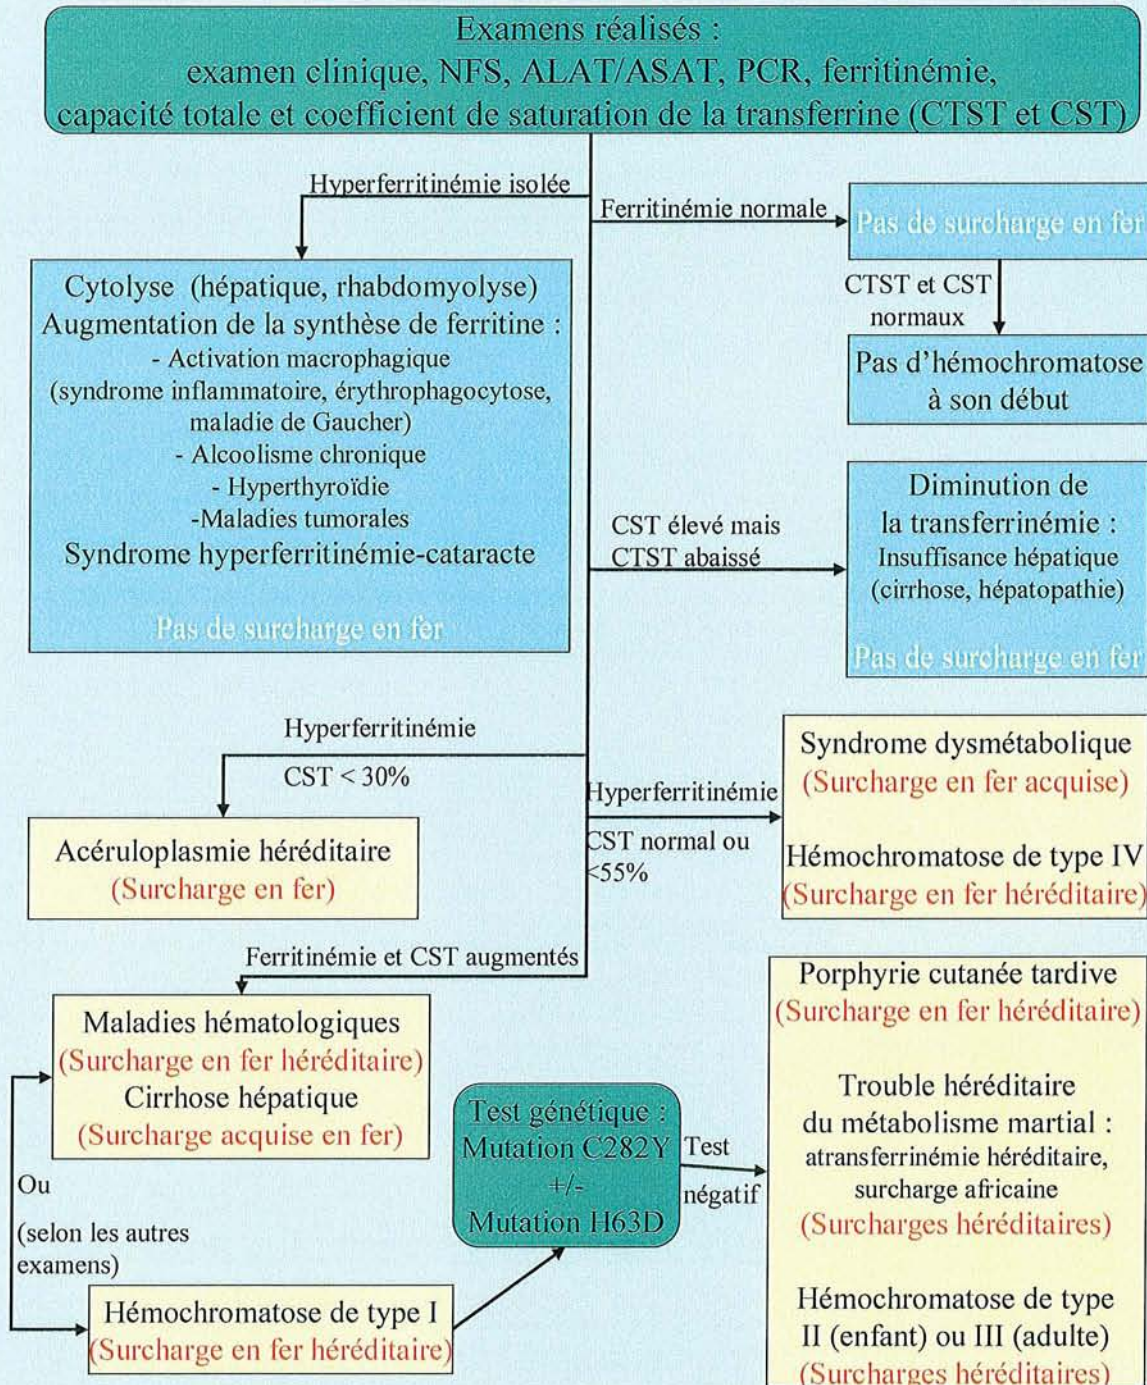 Examens réalisés :
examen clinique, NFS, ALAT/ASAT, PCR, ferritinémie,
capacité totale et coefficient de saturation de la transferrine (CTST et CST)
Hyperferritinémie isolée
Ferritinémie normale
Pas de surcharge en fer
CTST et CST
normaux
Pas d'hémochromatose
à son début
Cytolyse (hépatique, rhabdomyolyse)
Augmentation de la synthèse de ferritine :
- Activation macrophagique
(syndrome inflammatoire, érythrophagocytose,
maladie de Gaucher)
- Alcoolisme chronique
- Hyperthyroïdie
-Maladies tumorales
Syndrome hyperferritinémie-cataracte
Pas de surcharge en fer
CST élevé mais
CTST abaissé
Diminution de
la transferrinémie :
Insuffisance hépatique
(cirrhose, hépatopathie)
Pas de surcharge en fer
Hyperferritinémie
CST < 30%
Acéruloplasmie héréditaire
(Surcharge en fer)
Hyperferritinémie
CST normal ou
<55%
Syndrome dysmétabolique
(Surcharge en fer acquise)
Hémochromatose de type IV
(Surcharge en fer héréditaire)
Ferritinémie et CST augmentés
Maladies hématologiques
(Surcharge en fer héréditaire)
Cirrhose hépatique
(Surcharge acquise en fer)
Ou
(selon les autres
examens)
Hémochromatose de type I
(Surcharge en fer héréditaire)
Test génétique :
Mutation C282Y
+/-
Mutation H63D
Test
négatif
Porphyrie cutanée tardive
(Surcharge en fer héréditaire)
Trouble héréditaire
du métabolisme martial :
atransferrinémie héréditaire,
surcharge africaine
(Surcharges héréditaires)
Hémochromatose de type
II (enfant) ou III (adulte)
(Surcharges héréditaires)